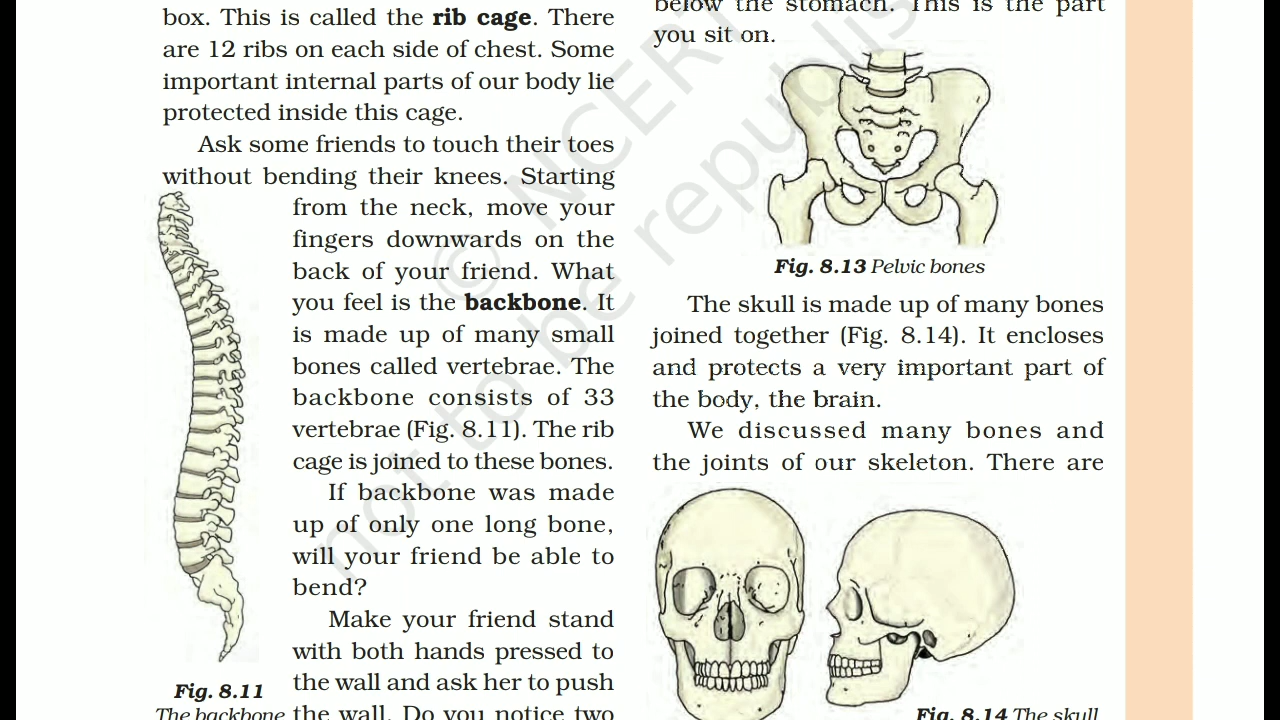 box. This is called the rib cage. There
are 12 ribs on each side of chest. Some
important internal parts of our body lie
protected inside this cage.
Ask some friends to touch their toes
without bending their knees. Starting
from the neck, move your
fingers downwards on the
back of your friend. What
you feel is the backbone. It
is made up of many small
bones called vertebrae. The
backbone consists of 33
vertebrae (Fig. 8.11). The rib
cage is joined to these bones.
If backbone was made
up of only one long bone,
will your friend be able to
bend?
Make your friend stand
with both hands pressed to
the wall and ask her to push
the wall. Do you notice two
Fig. 8.11
The backbone
below the stomach. This is the part
you sit on.
Fig. 8.13 Pelvic bones
The skull is made up of many bones
joined together (Fig. 8.14). It encloses
and protects a very important part of
the body, the brain.
We discussed many bones and
the joints of our skeleton. There are
Fig. 8.14 The skull
© NCERT
not to be republis